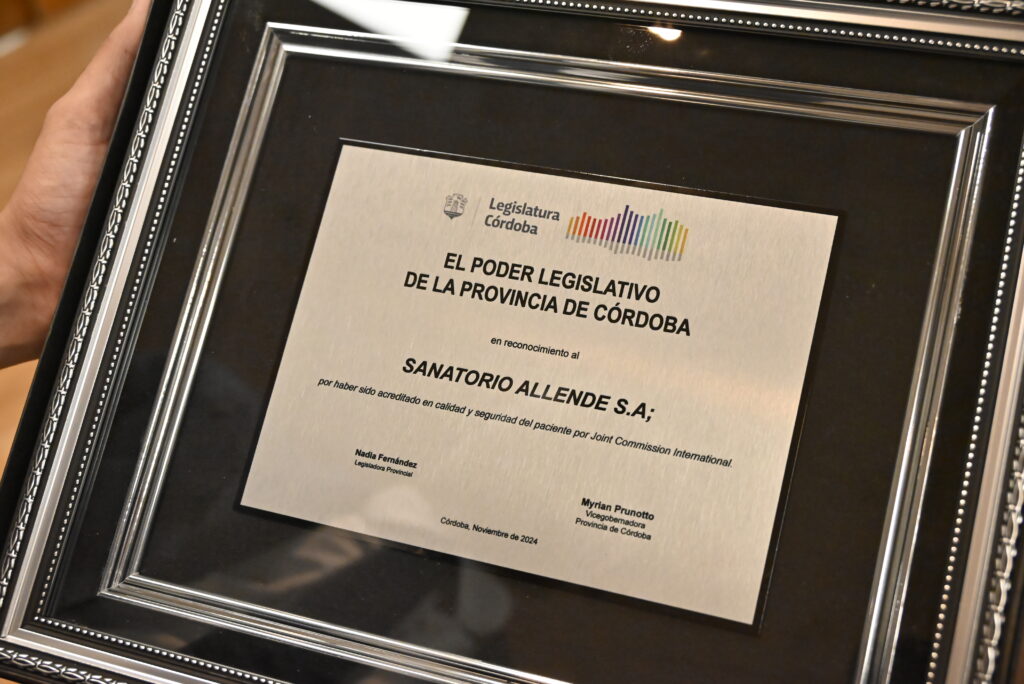 Legislatura
Córdoba
EL PODER LEGISLATIVO
DE LA PROVINCIA DE CÓRDOBA
en reconocimiento al
SANATORIO ALLENDE S.A;
por haber sido acreditado en calidad y seguridad del paciente por Joint Commission International.
Nadia Fernández
Legisladora Provincial
Myrian Prunotto
Vicegobernadora
Provincia de Córdoba
Córdoba, Noviembre de 2024